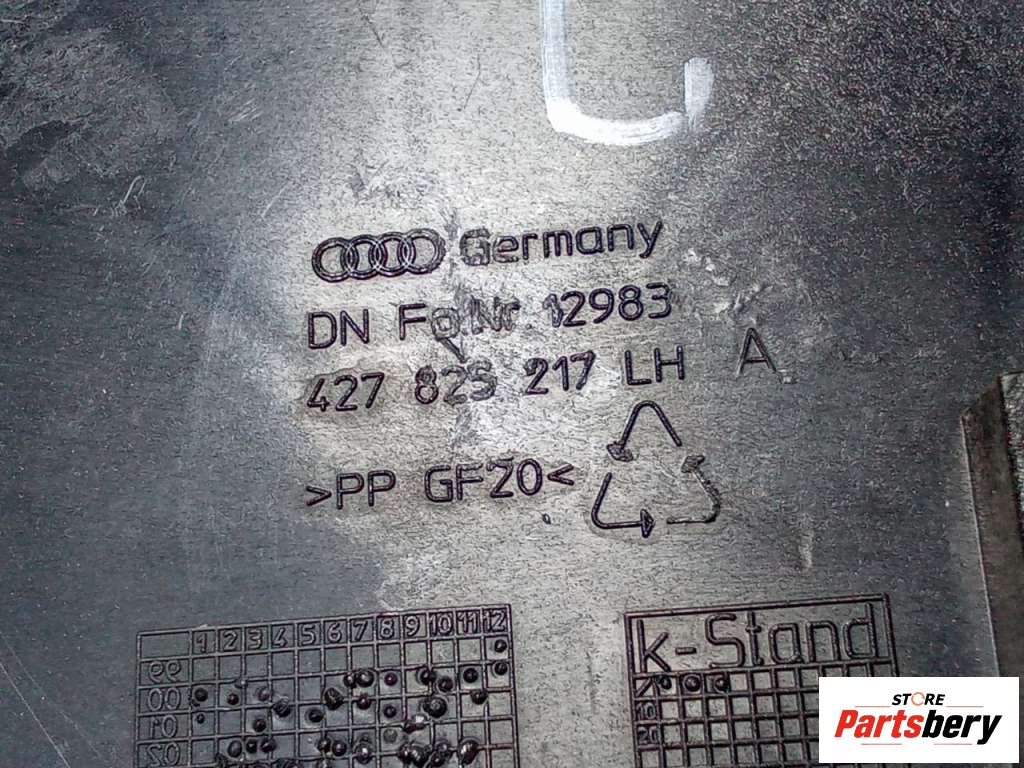 Germany
DN Fg.Nr. 12983
427 825 217 LH A
>PP GF20<
1 2 3 4 5 6 7 8 9 10 11 12
99
00
01
02
k-Stand
10
20
STORE
Partsbery